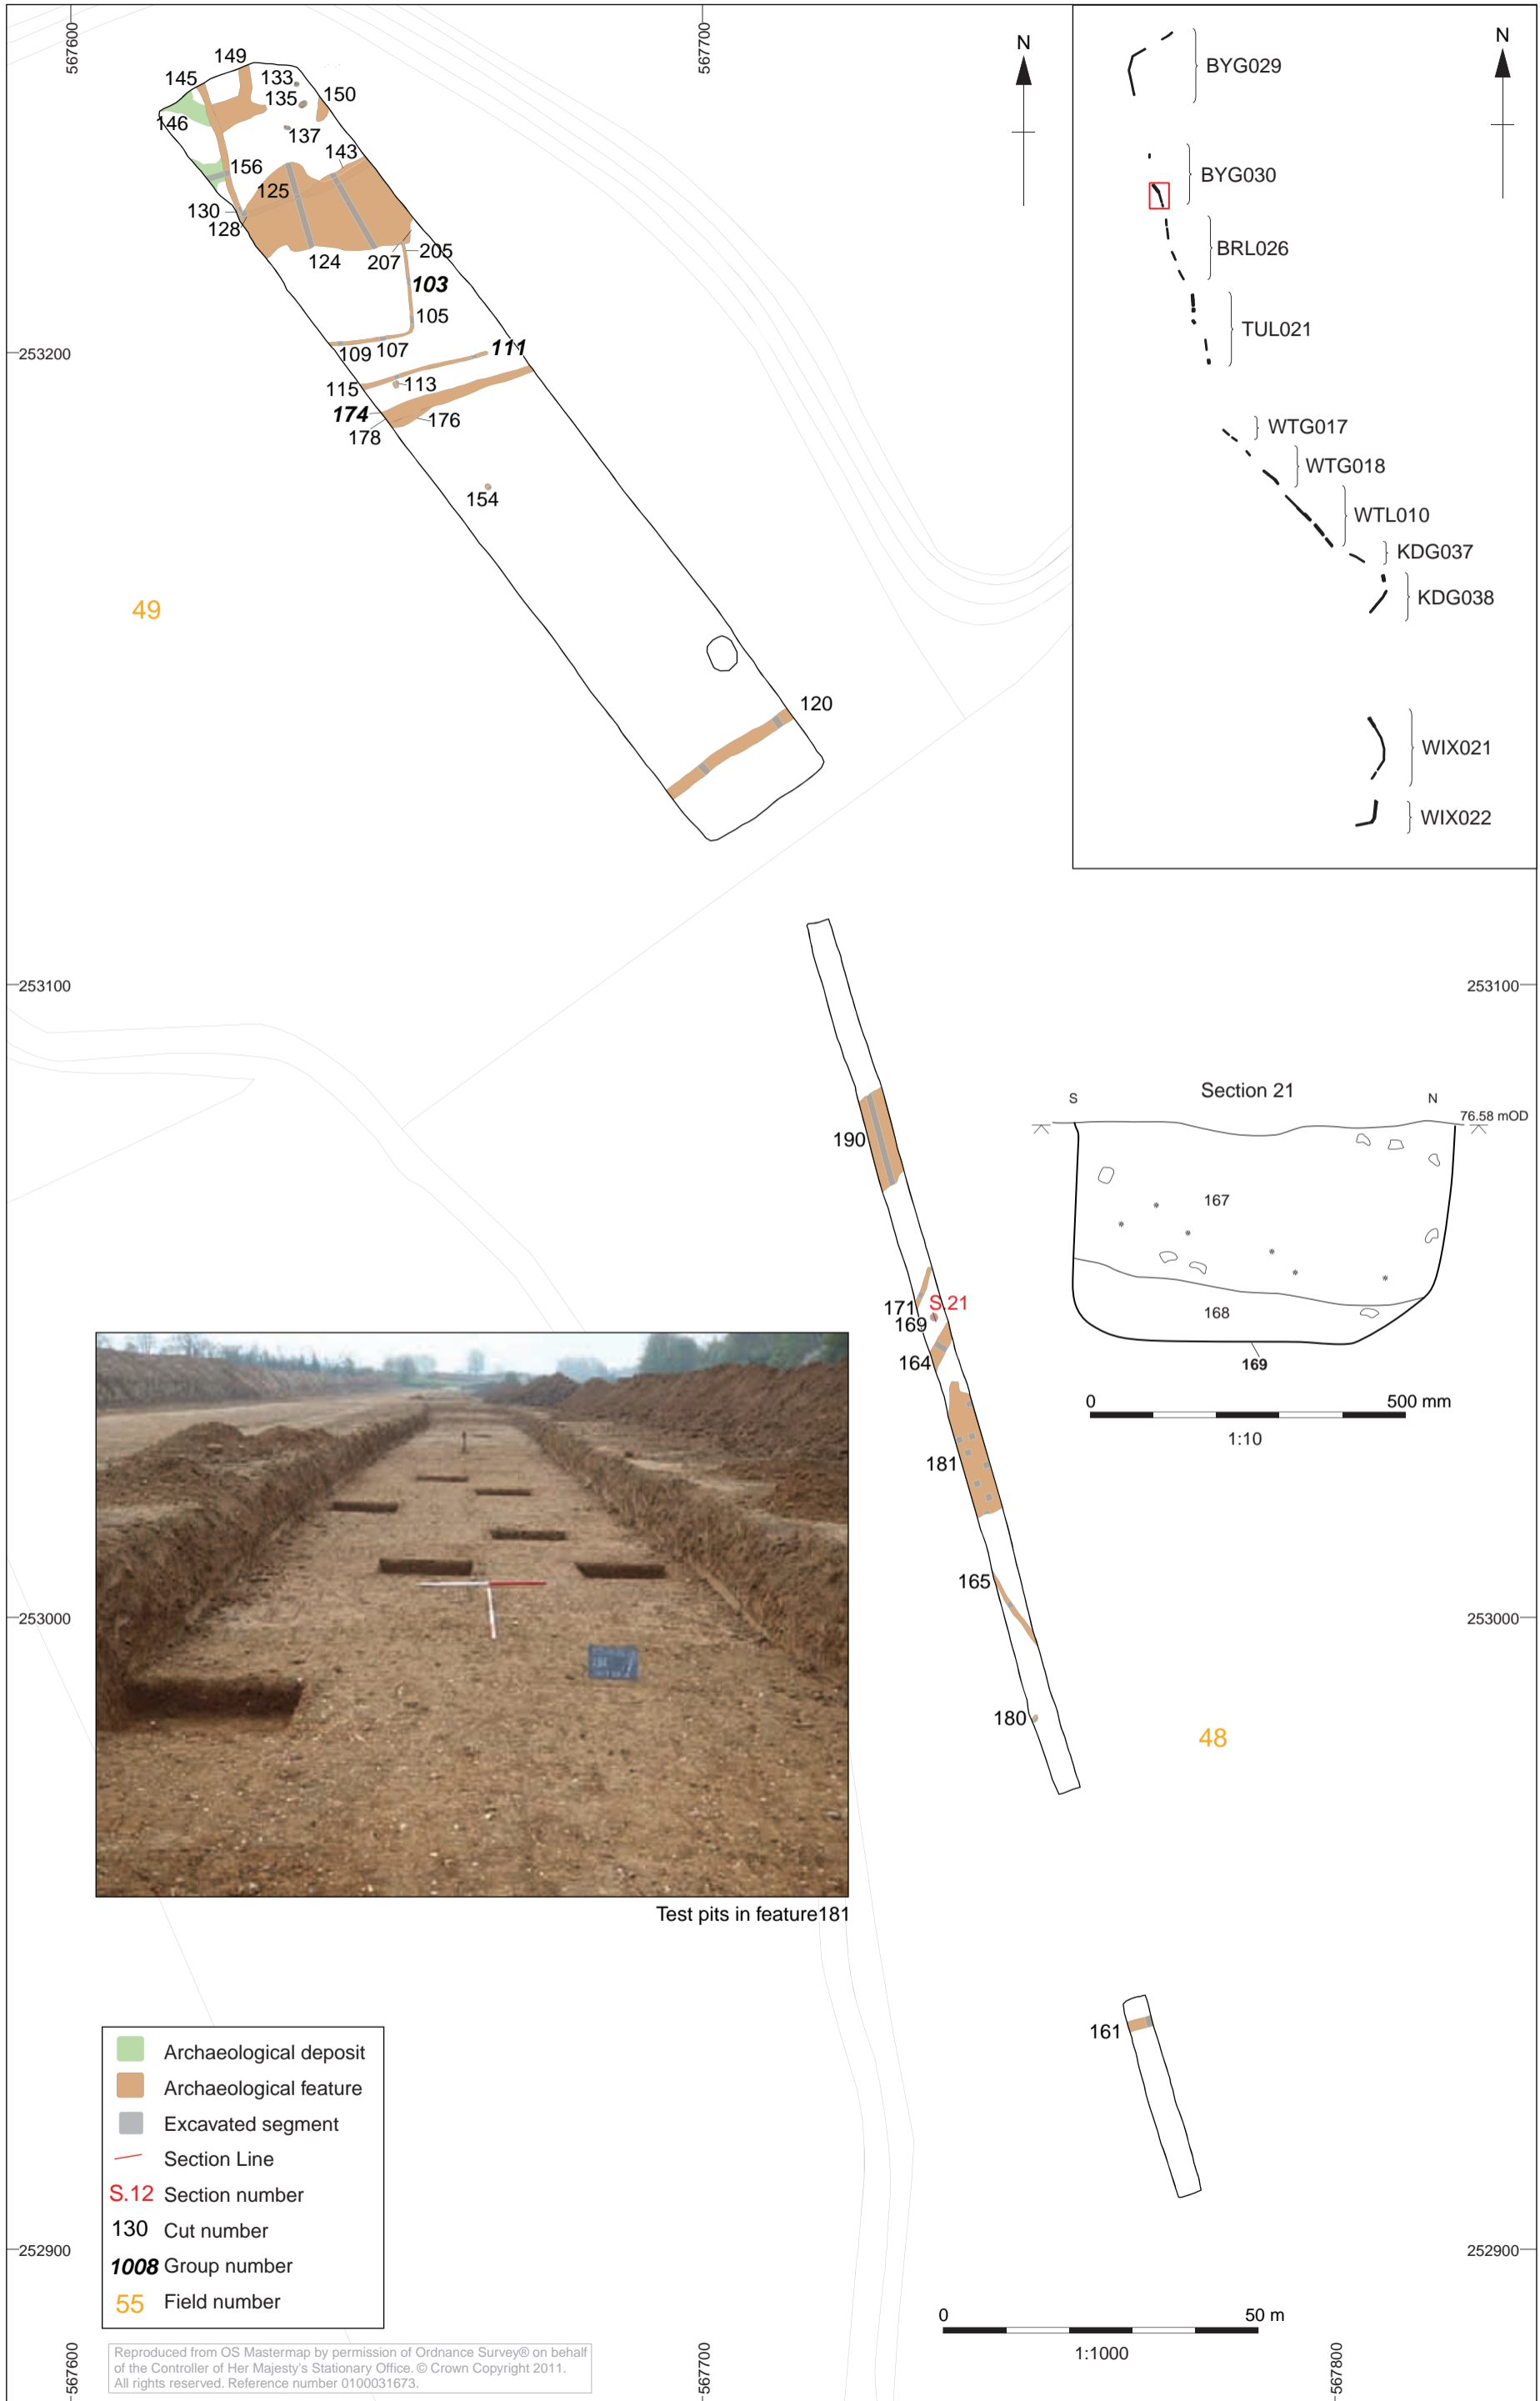 567600
567700
N
N
149
145
133
135
150
146
137
143
156
125
130
128
124
207
205
103
105
109
107
111
115
113
174
176
178
154
49
120
253200
BYG029
BYG030
BRL026
TUL021
WTG017
WTG018
WTL010
KDG037
KDG038
WIX021
WIX022
253100
253100
190
171
S.21
169
164
181
165
180
48
161
Section 21
S
N
76.58 mOD
167
168
169
0
500 mm
1:10
253000
253000
Test pits in feature181
Archaeological deposit
Archaeological feature
Excavated segment
Section Line
S.12 Section number
130 Cut number
1008 Group number
55 Field number
252900
252900
0
50 m
1:1000
567600
567700
567800
Reproduced from OS Mastermap by permission of Ordnance Survey® on behalf
of the Controller of Her Majesty's Stationary Office. © Crown Copyright 2011.
All rights reserved. Reference number 0100031673.